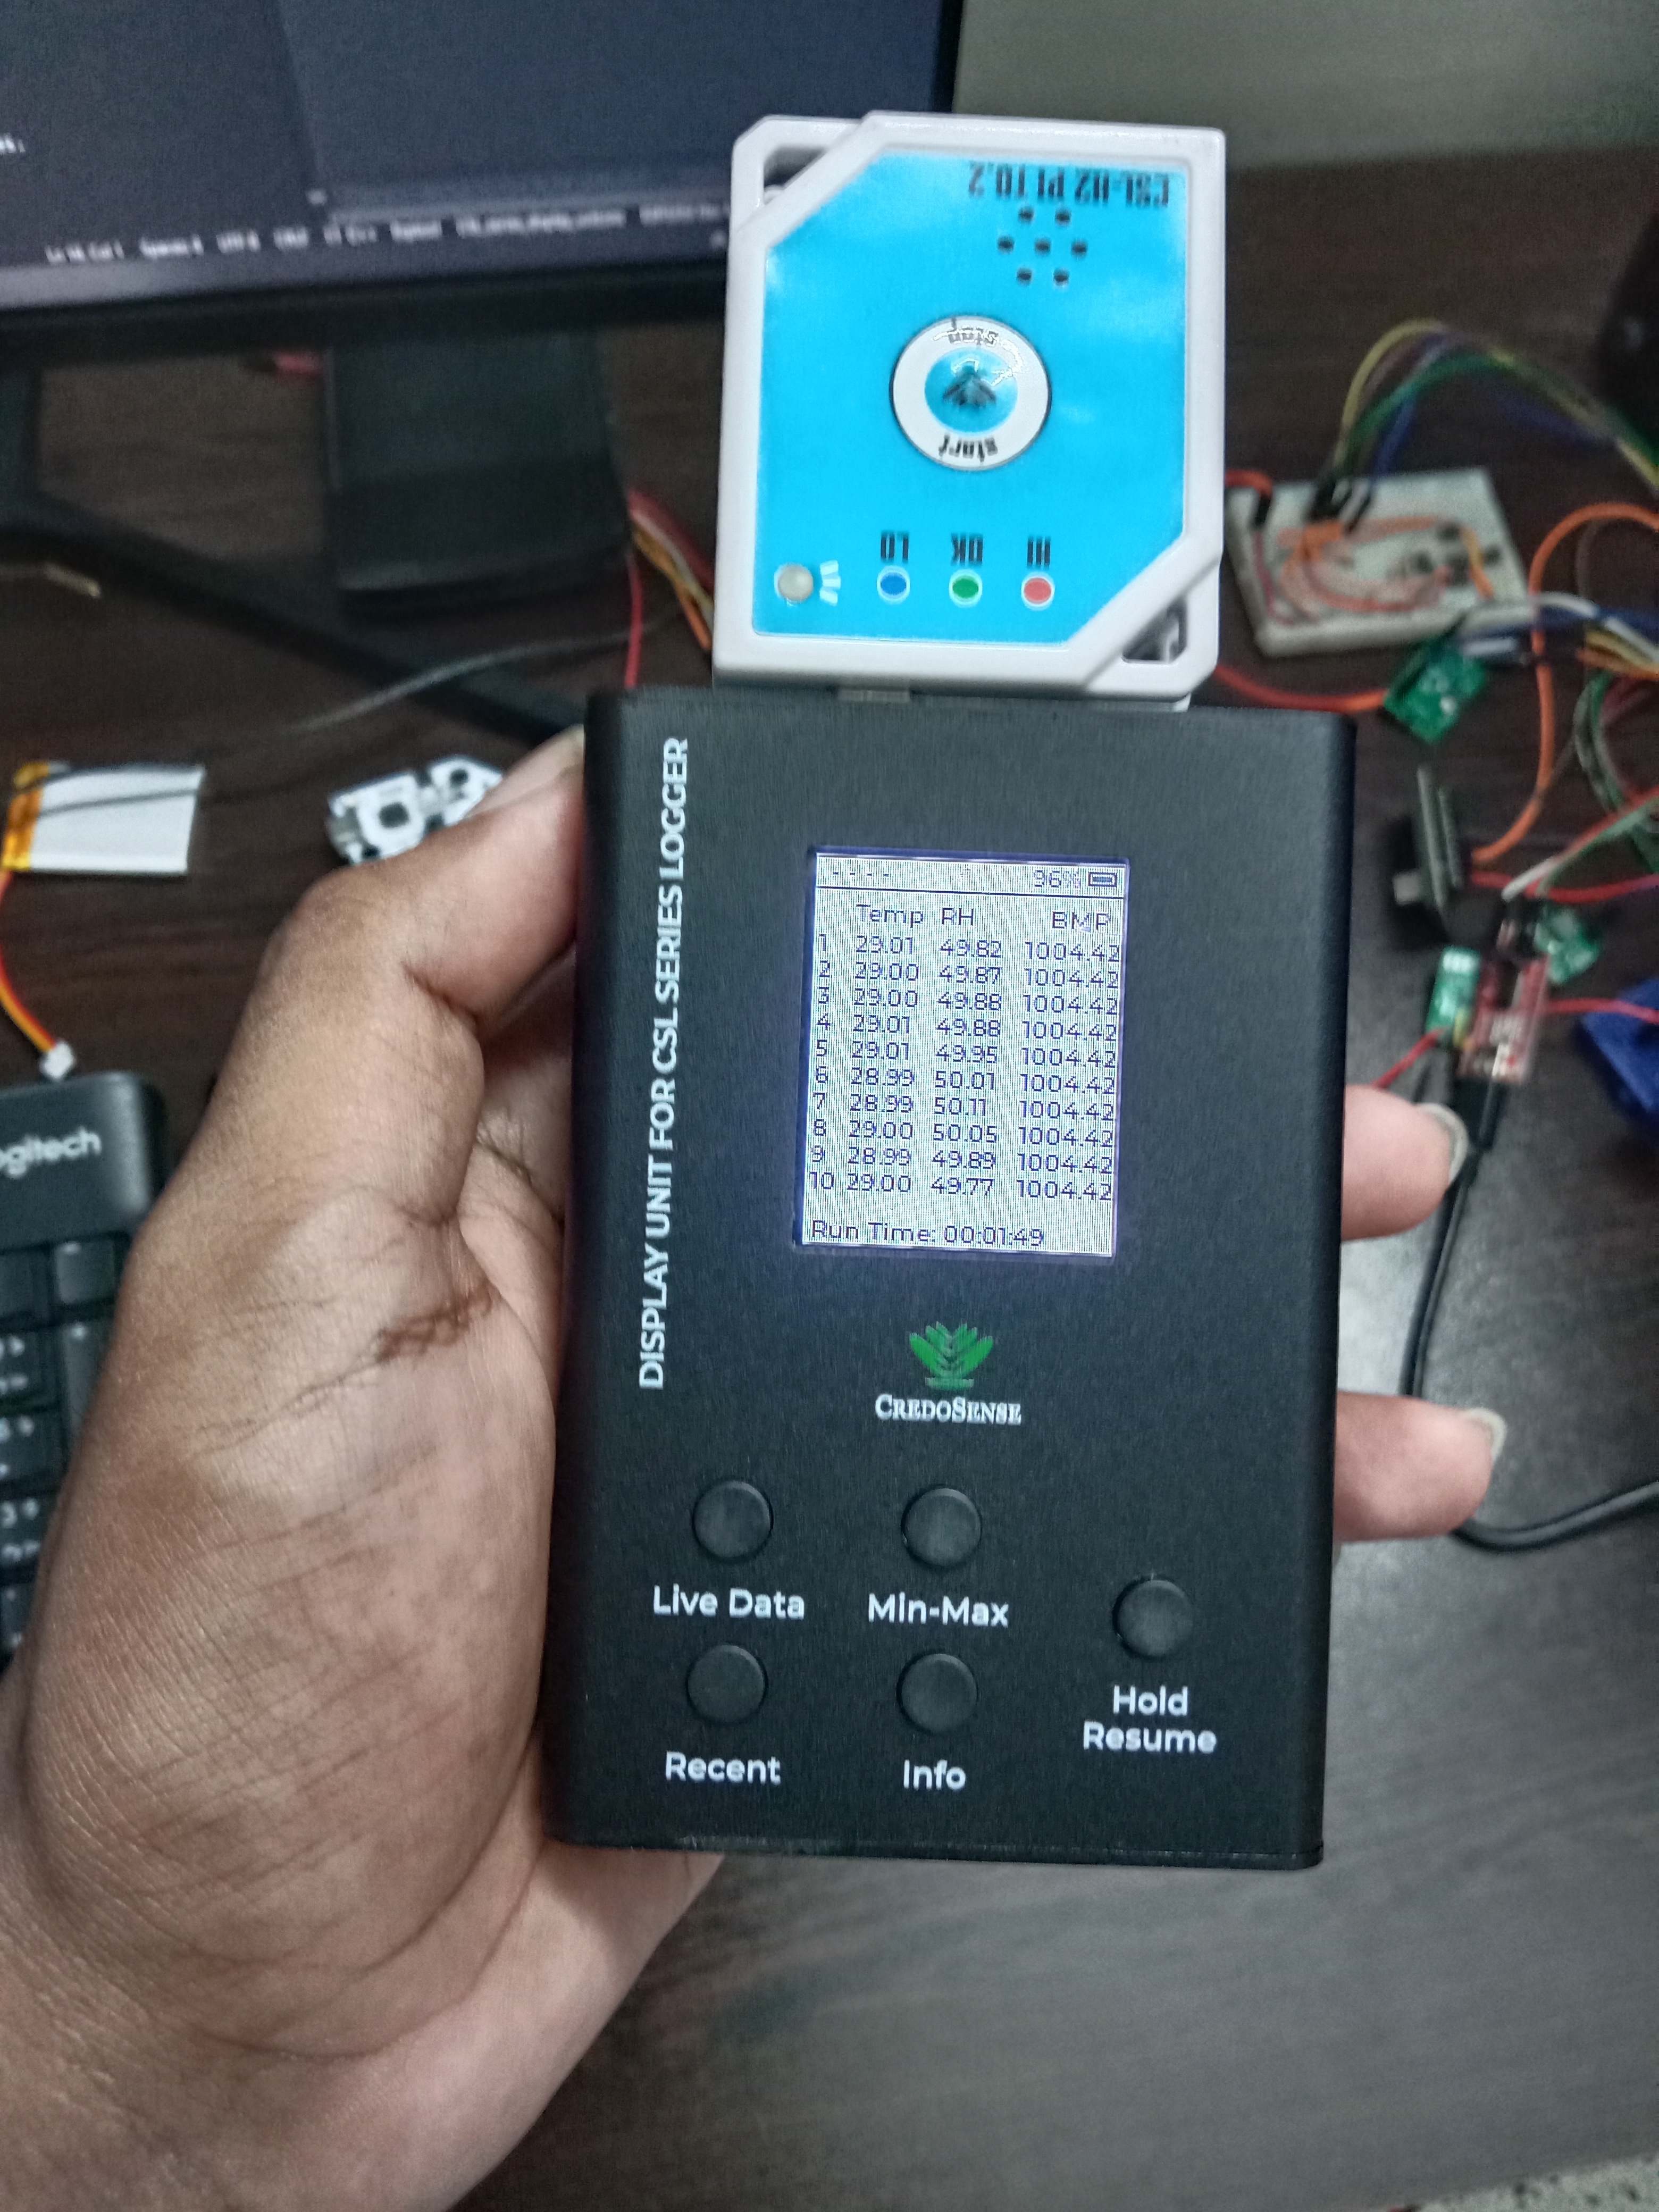 CSL-H2 P1 T0.2
stop
start
LO OK HI
DISPLAY UNIT FOR CSL SERIES LOGGER
- - - - 96%
Temp RH BMP
1 29.01 49.82 1004.42
2 29.00 49.87 1004.42
3 29.00 49.88 1004.42
4 29.01 49.88 1004.42
5 29.01 49.95 1004.42
6 28.99 50.01 1004.42
7 28.99 50.11 1004.42
8 29.00 50.05 1004.42
9 28.99 49.89 1004.42
10 29.00 49.77 1004.42
Run Time: 00:01:49
CREDOSENSE
Live Data
Min-Max
Hold
Resume
Recent
Info
ogitech